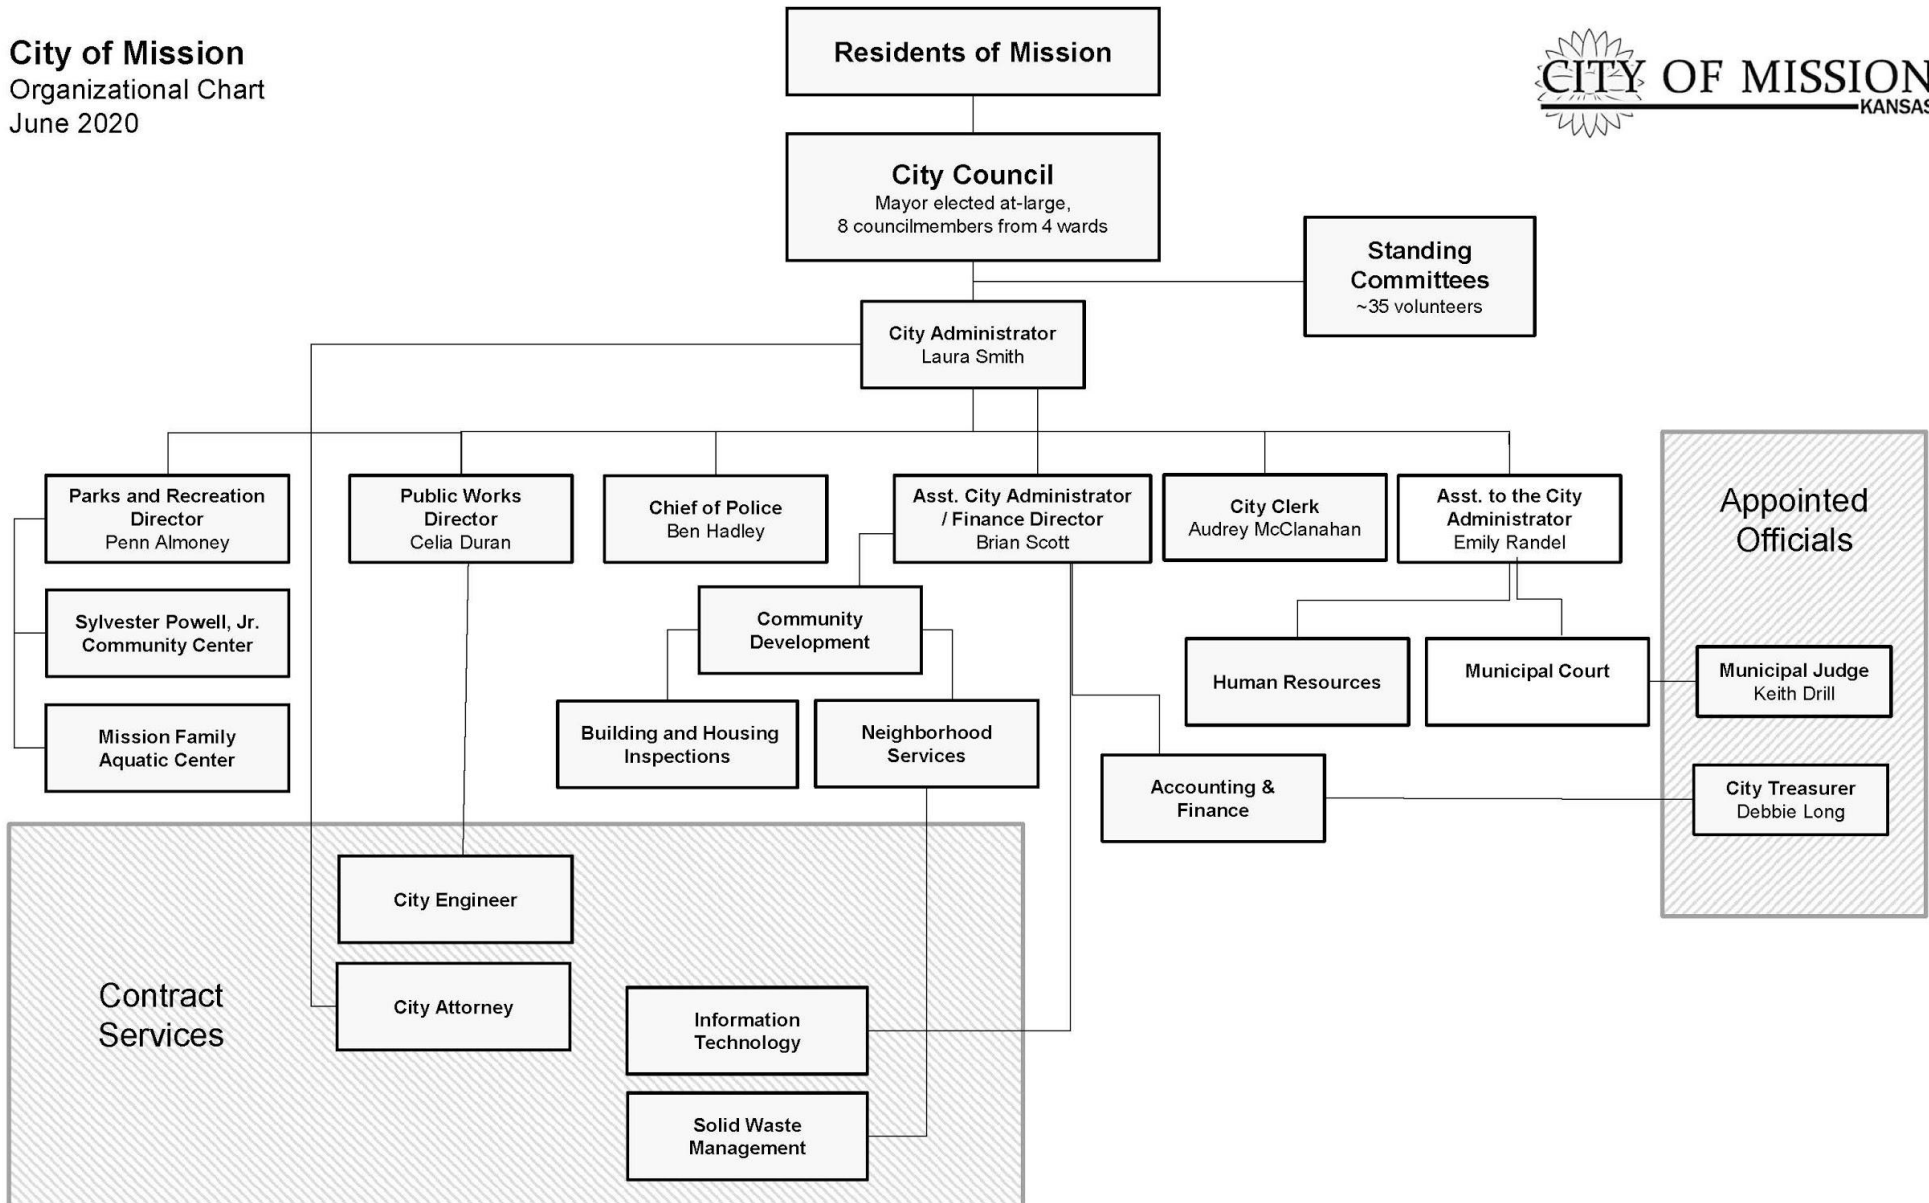 City of Mission
Organizational Chart
June 2020
Residents of Mission
CITY OF MISSION
KANSAS
City Council
Mayor elected at-large,
8 councilmembers from 4 wards
Standing
Committees
~35 volunteers
City Administrator
Laura Smith
Parks and Recreation
Director
Penn Almoney
Public Works
Director
Celia Duran
Chief of Police
Ben Hadley
Asst. City Administrator
/ Finance Director
Brian Scott
City Clerk
Audrey McClanahan
Asst. to the City
Administrator
Emily Randel
Appointed
Officials
Sylvester Powell, Jr.
Community Center
Community
Development
Human Resources
Municipal Court
Municipal Judge
Keith Drill
Mission Family
Aquatic Center
Building and Housing
Inspections
Neighborhood
Services
Accounting &
Finance
City Treasurer
Debbie Long
City Engineer
Contract
Services
City Attorney
Information
Technology
Solid Waste
Management